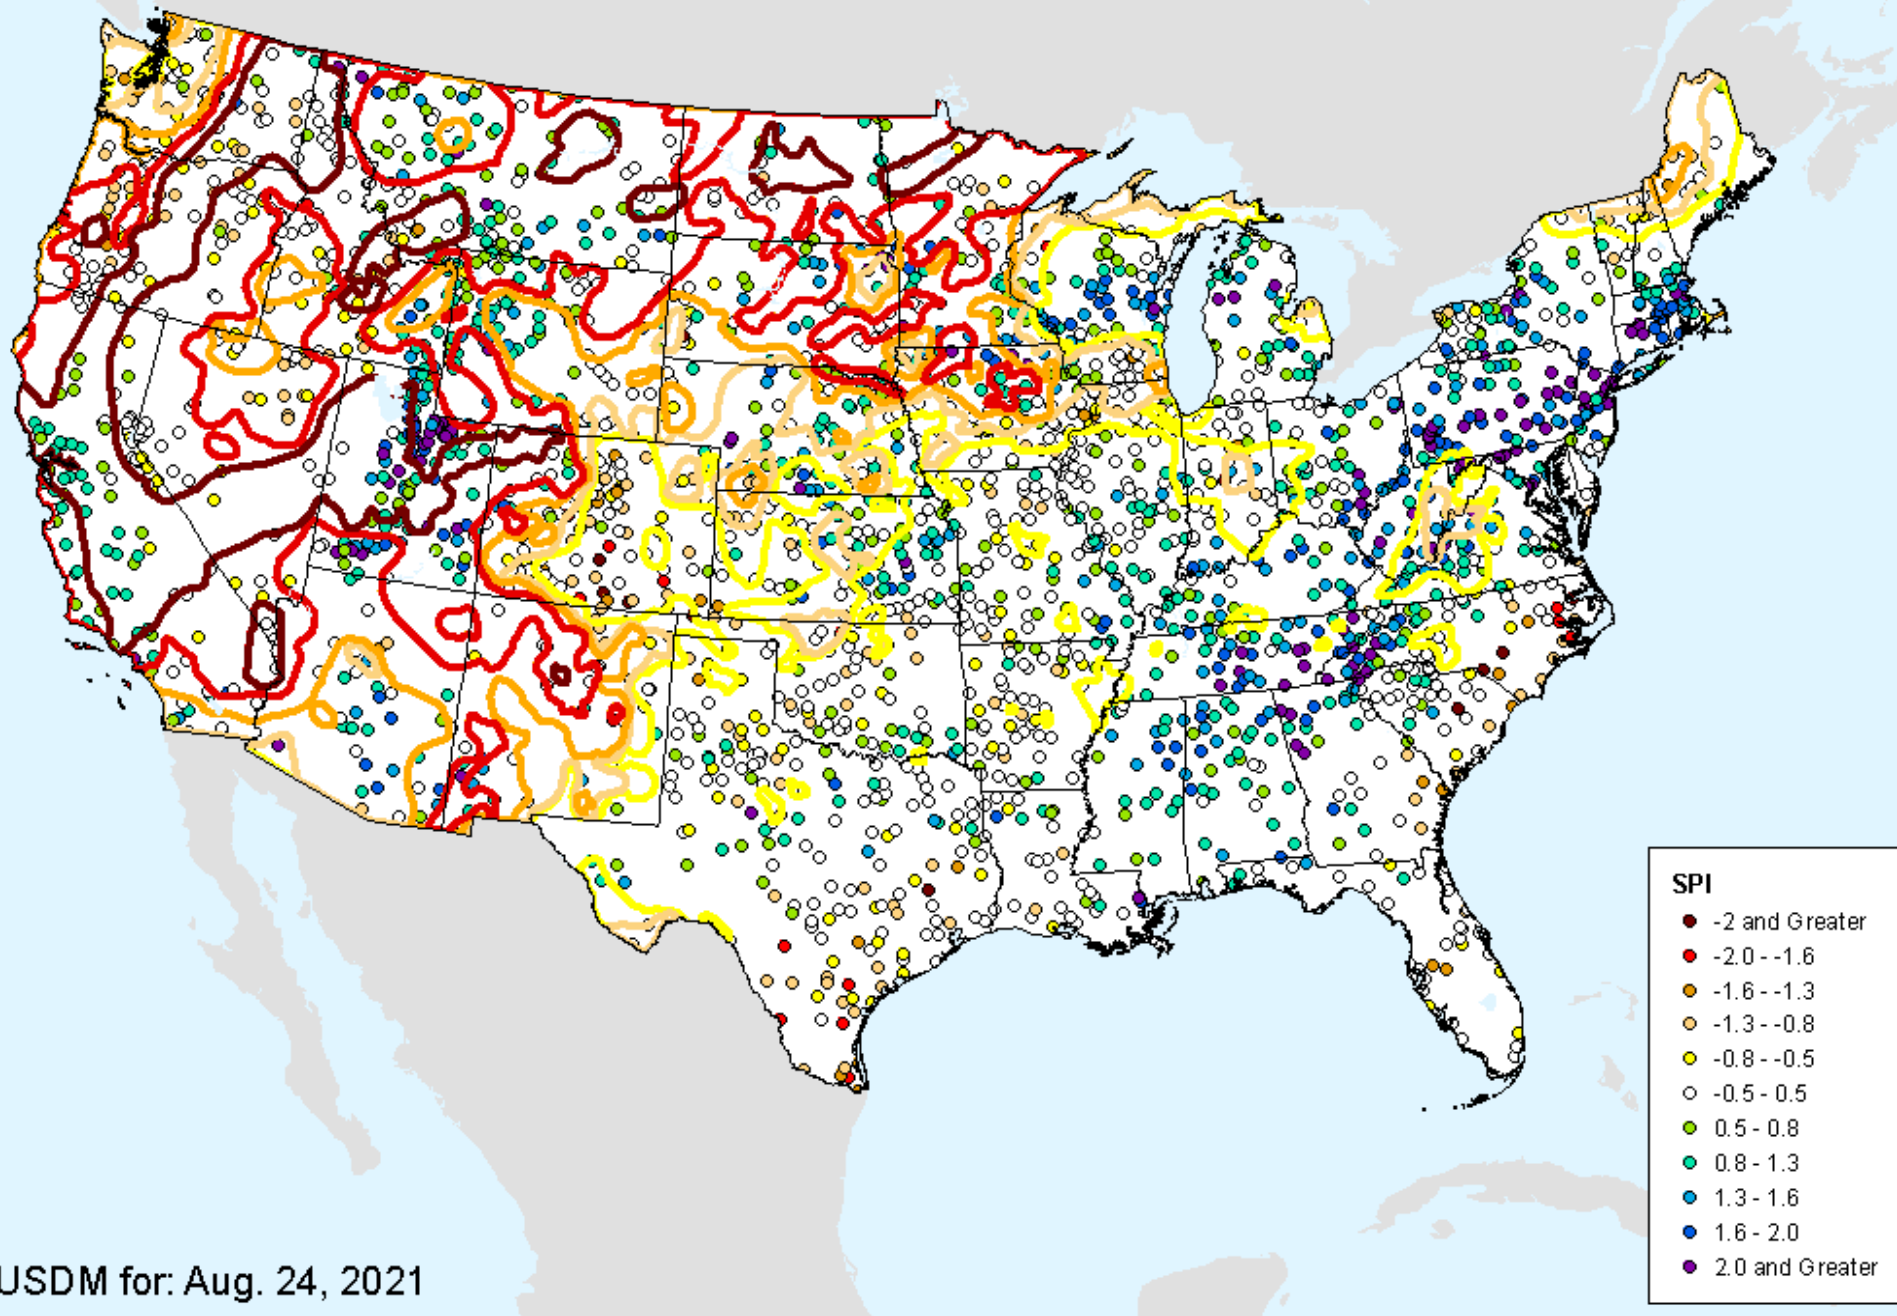 SPI
-2 and Greater
-2.0 - -1.6
-1.6 - -1.3
-1.3 - -0.8
-0.8 - -0.5
-0.5 - 0.5
0.5 - 0.8
0.8 - 1.3
1.3 - 1.6
1.6 - 2.0
2.0 and Greater
USDM for: Aug. 24, 2021